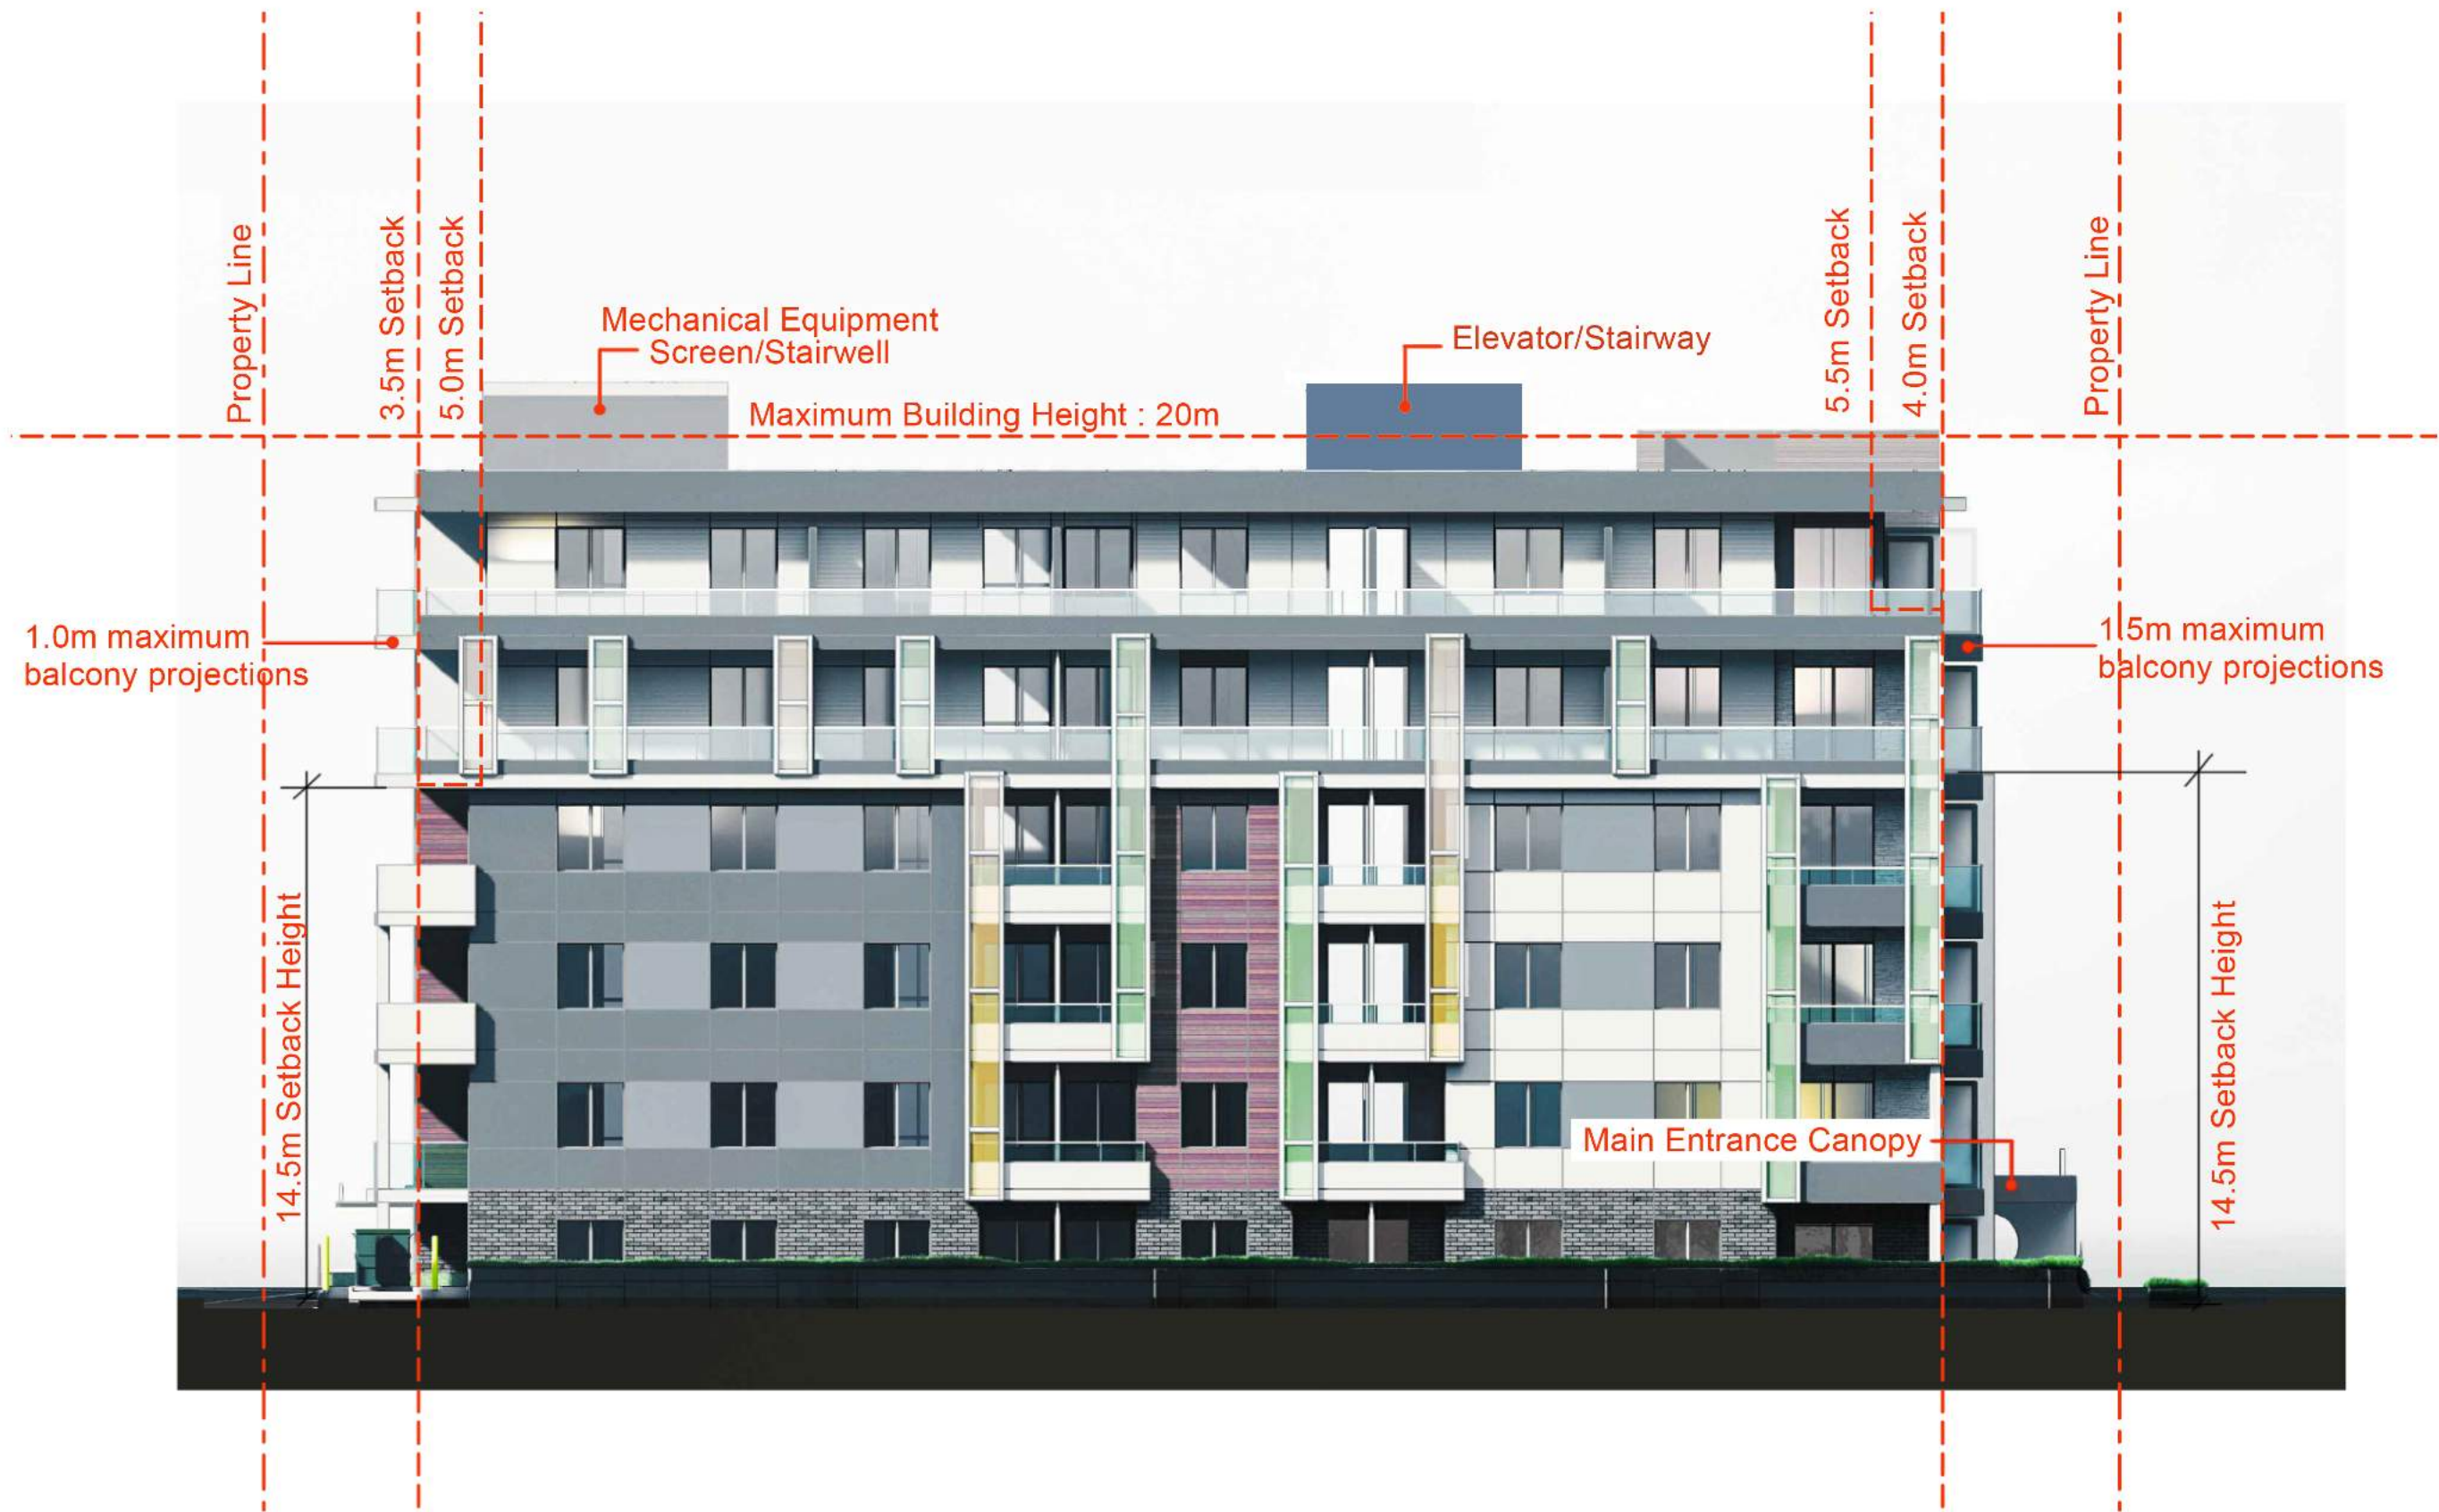 Property Line
3.5m Setback
5.0m Setback
Mechanical Equipment
Screen/Stairwell
Maximum Building Height : 20m
Elevator/Stairway
5.5m Setback
4.0m Setback
Property Line
1.0m maximum
balcony projections
1.5m maximum
balcony projections
14.5m Setback Height
Main Entrance Canopy
14.5m Setback Height